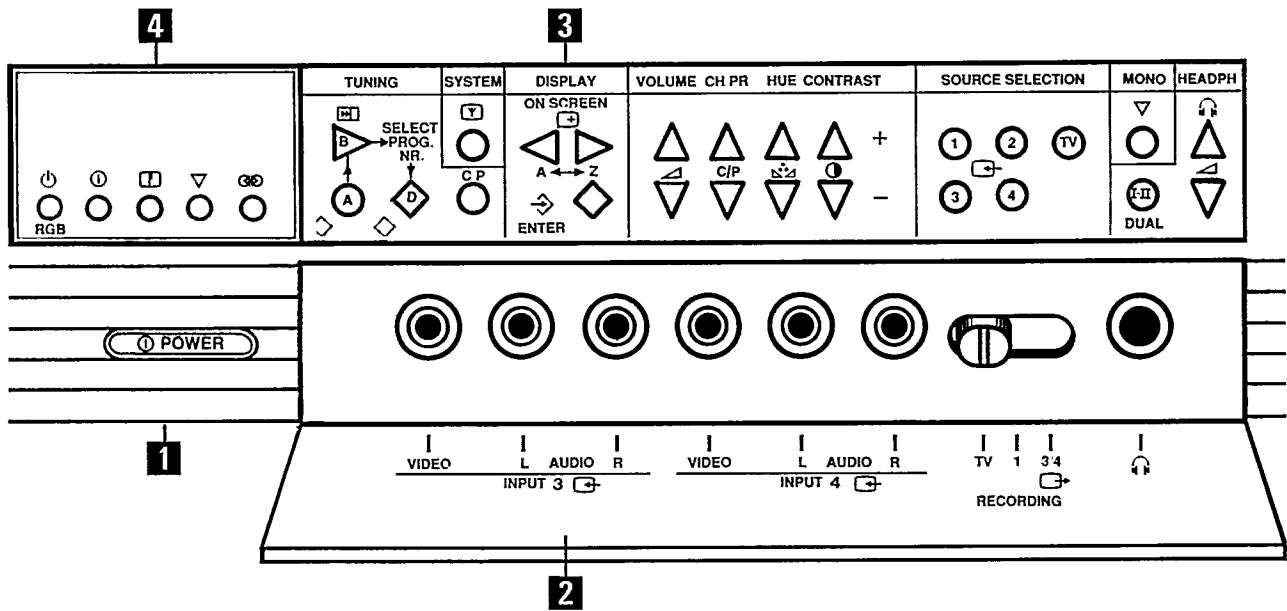 4 3
TUNING SYSTEM DISPLAY VOLUME CH PR HUE CONTRAST SOURCE SELECTION MONO HEADPH
ON SCREEN
SELECT
PROG.
NR.
B
1 2 TV
+
C P A ↔ Z C/P
A D
3 4 I-II
−
RGB ENTER DUAL
POWER
1
VIDEO L AUDIO R VIDEO L AUDIO R TV 1 3/4
INPUT 3 INPUT 4
RECORDING
2